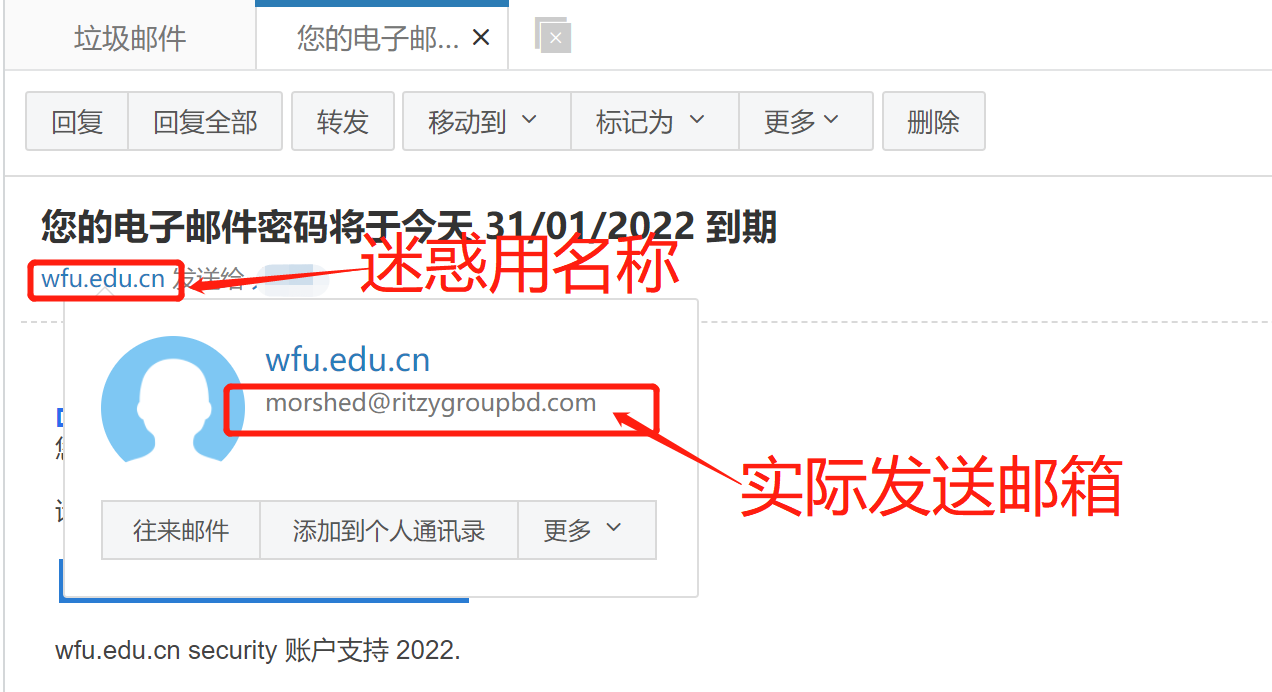 垃圾邮件
您的电子邮...
回复
回复全部
转发
移动到
标记为
更多
删除
您的电子邮件密码将于今天 31/01/2022 到期
迷惑用名称
wfu.edu.cn 发送给
wfu.edu.cn
morshed@ritzygroupbd.com
实际发送邮箱
往来邮件
添加到个人通讯录
更多
wfu.edu.cn security 账户支持 2022.